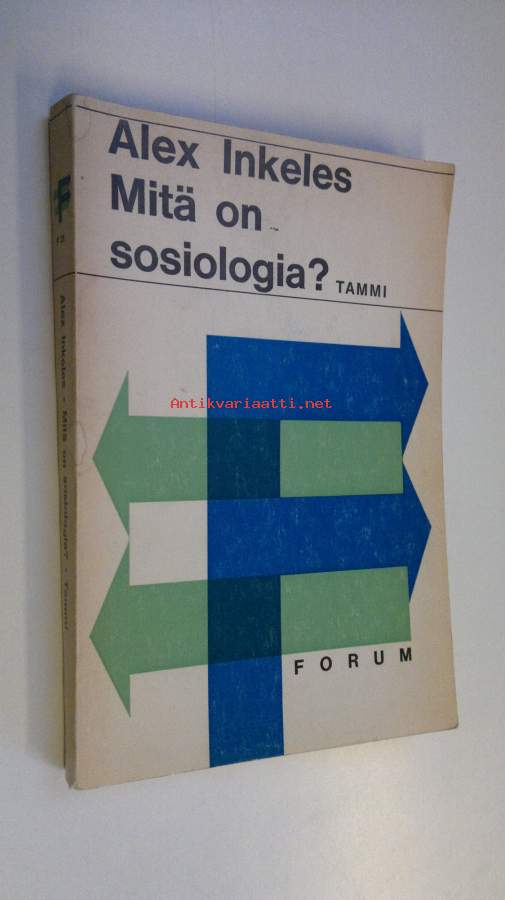 Alex Inkeles
Mitä on
sosiologia?
TAMMI
Antikvariaatti.net
FORUM
F
Alex Inkeles • Mitä on sosiologia? • Tammi